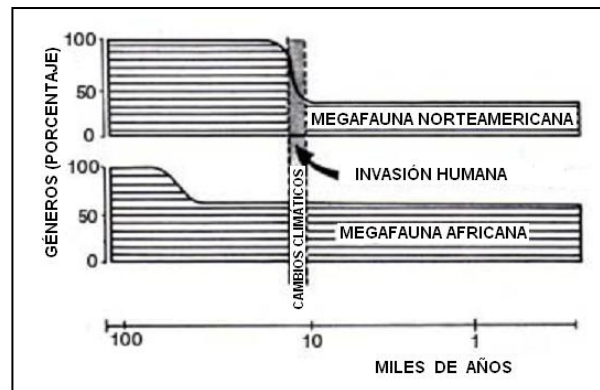 GÉNEROS (PORCENTAJE)
100
50
0
MEGAFAUNA NORTEAMERICANA
CAMBIOS CLIMÁTICOS
INVASIÓN HUMANA
100
50
0
MEGAFAUNA AFRICANA
100
10
1
MILES DE AÑOS